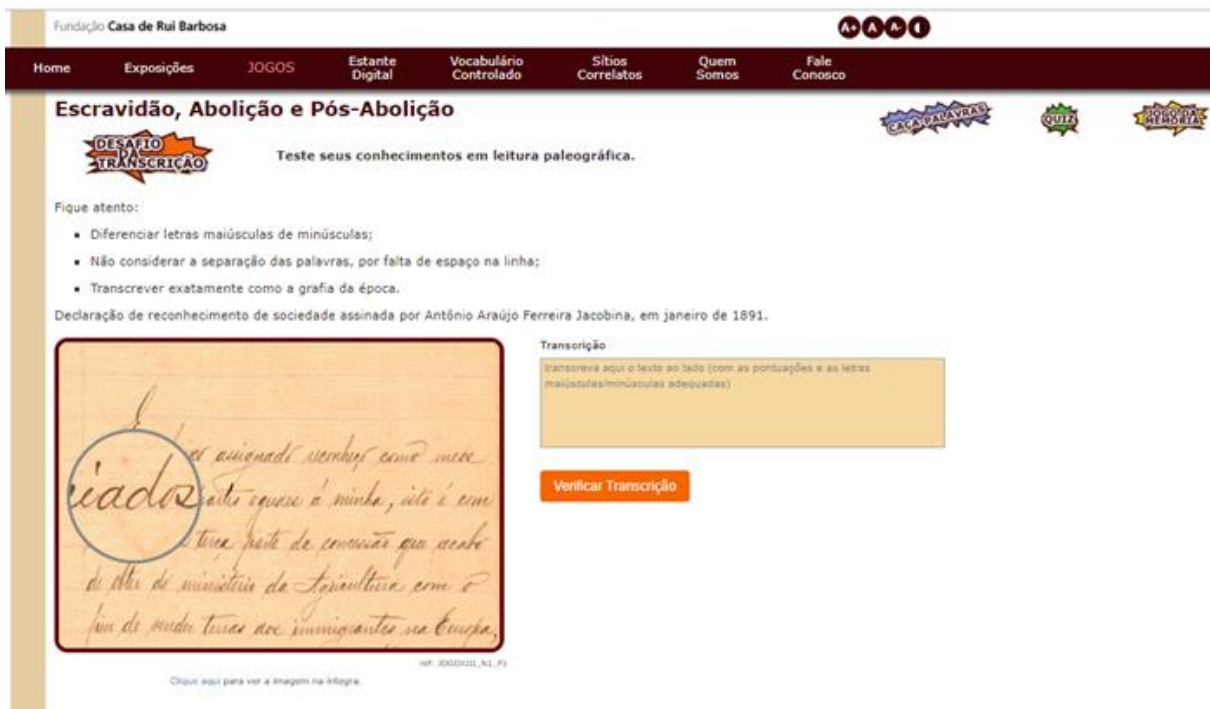 Fundação Casa de Rui Barbosa
A+ A A-
Home Exposições JOGOS Estante Digital Vocabulário Controlado Sítios Correlatos Quem Somos Fale Conosco
Escravidão, Abolição e Pós-Abolição
CAÇA-PALAVRAS QUIZ JOGO DA MEMÓRIA
DESAFIO DA TRANSCRIÇÃO
Teste seus conhecimentos em leitura paleográfica.
Fique atento:
Diferenciar letras maiúsculas de minúsculas;
Não considerar a separação das palavras, por falta de espaço na linha;
Transcrever exatamente como a grafia da época.
Declaração de reconhecimento de sociedade assinada por Antônio Araújo Ferreira Jacobina, em janeiro de 1891.
E
assignado reconheço como meos
iados iguaes á minha, isto é com
terça parte da concessão que acabo
de obter do ministerio da Agricultura com o
fim de vender terras aos immigrantes na Europa,
Transcrição
transcreva aqui o texto ao lado (com as pontuações e as letras
maiúsculas/minúsculas adequadas)
Verificar Transcrição
Clique aqui para ver a imagem na íntegra.